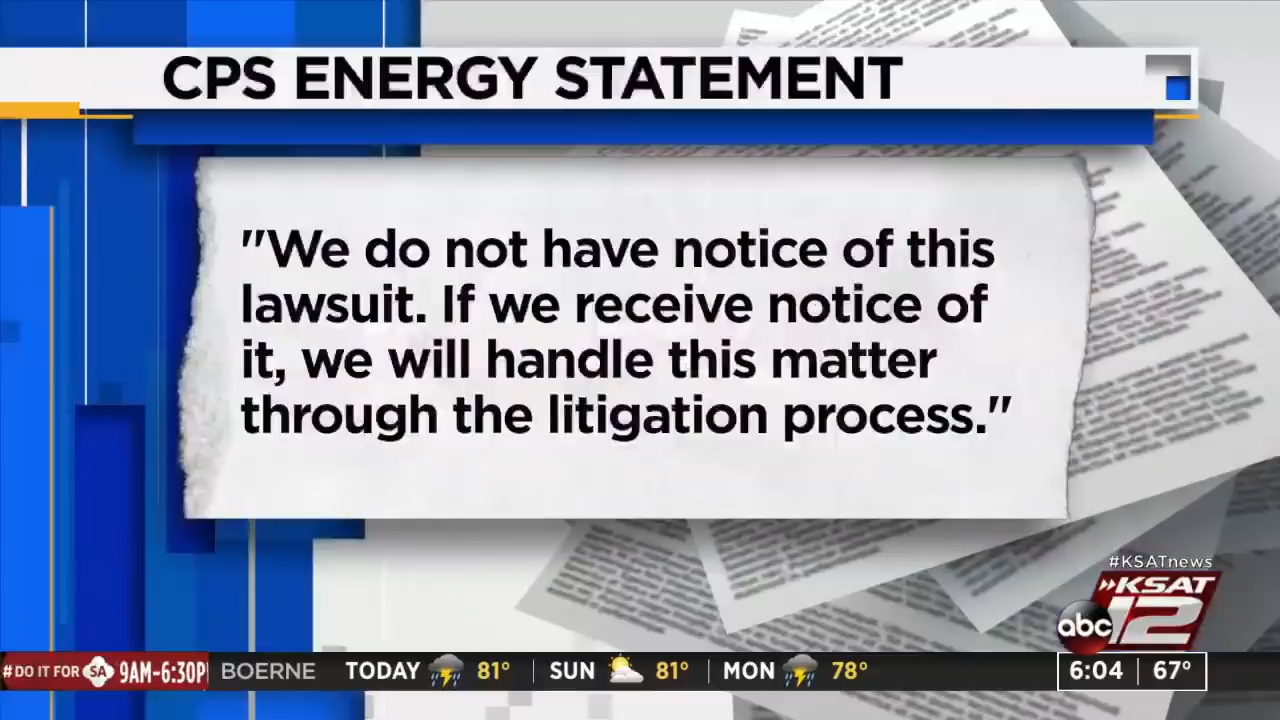 CPS ENERGY STATEMENT
"We do not have notice of this
lawsuit. If we receive notice of
it, we will handle this matter
through the litigation process."
#KSATnews
KSAT
abc 12
#DO IT FOR SA 9AM-6:30P BOERNE TODAY 81° SUN 81° MON 78° 6:04 67°